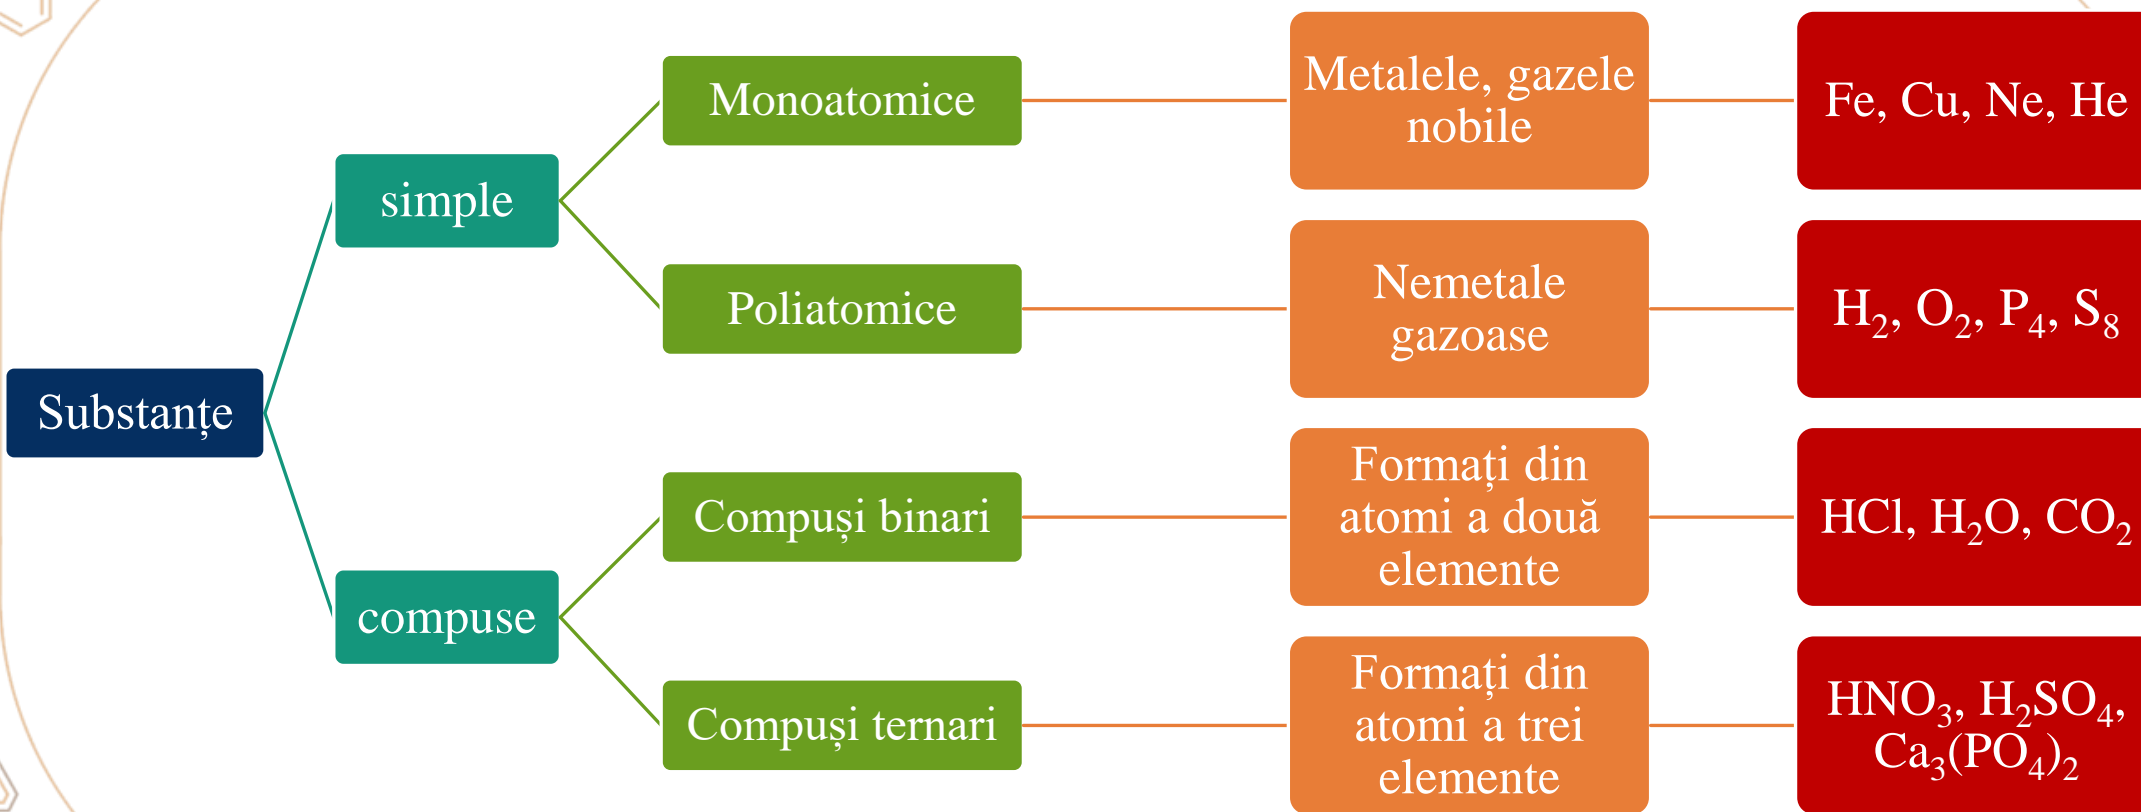 Substanțe
simple
Monoatomice
Metalele, gazele
nobile
Fe, Cu, Ne, He
Poliatomice
Nemetale
gazoase
H₂, O₂, P₄, S₈
compuse
Compuși binari
Formați din
atomi a două
elemente
HCl, H₂O, CO₂
Compuși ternari
Formați din
atomi a trei
elemente
HNO₃, H₂SO₄,
Ca₃(PO₄)₂